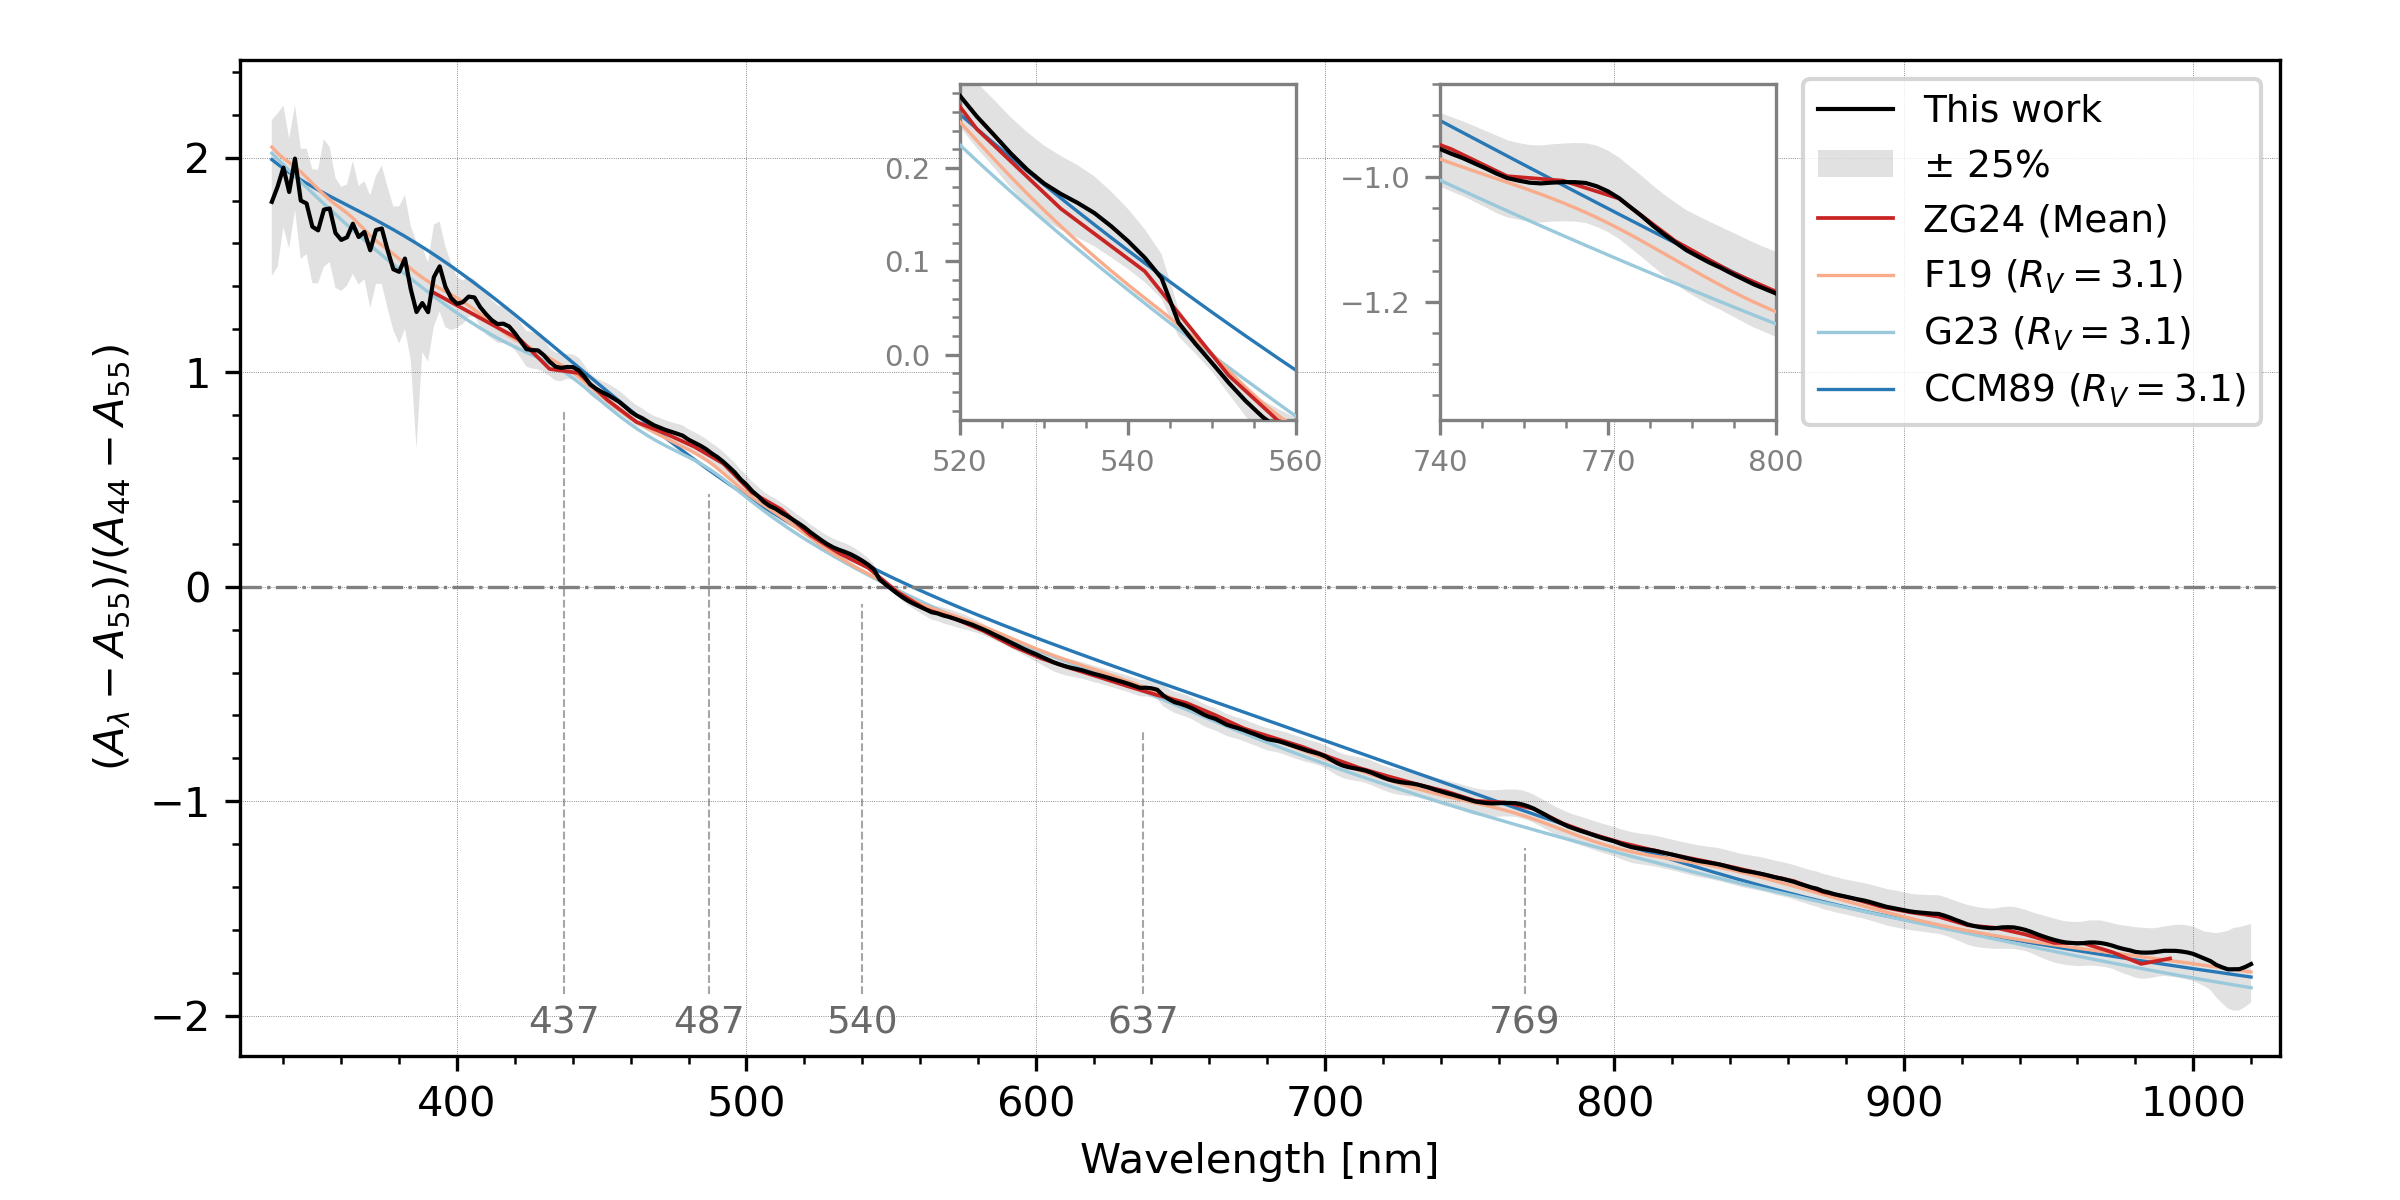 This work
± 25%
ZG24 (Mean)
F19 (R_V = 3.1)
G23 (R_V = 3.1)
CCM89 (R_V = 3.1)
0.2
0.1
0.0
520 540 560
−1.0
−1.2
740 770 800
(A_λ − A_55)/(A_44 − A_55)
2
1
0
−1
−2
437 487 540 637 769
400 500 600 700 800 900 1000
Wavelength [nm]